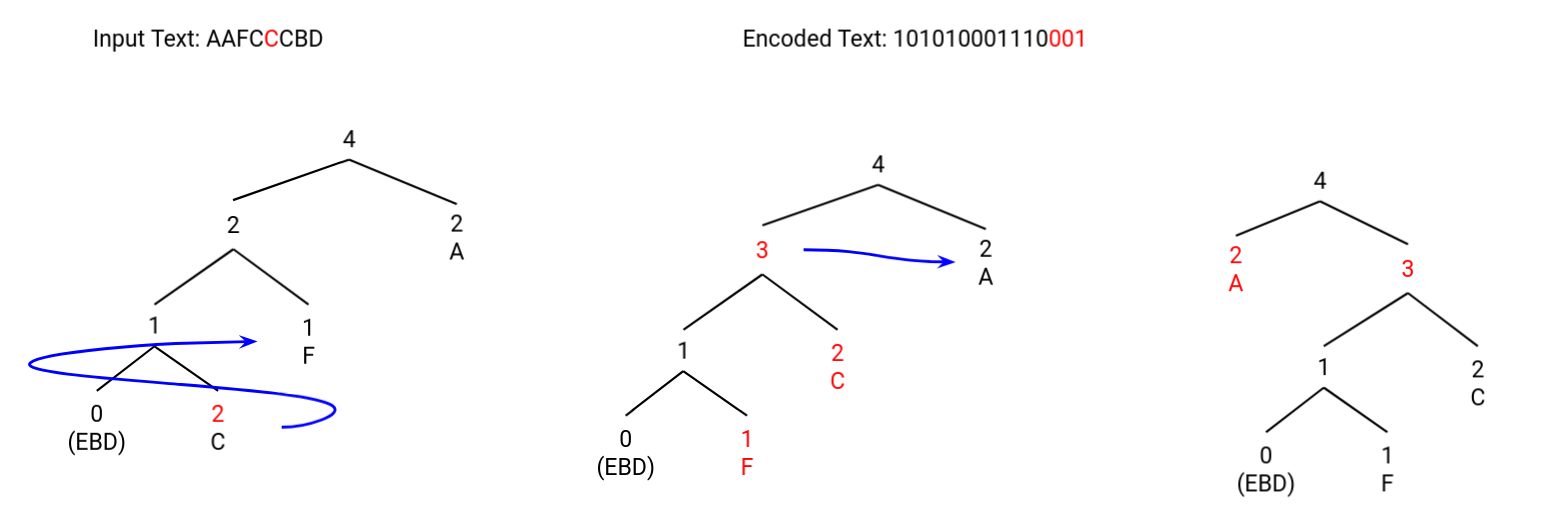 Input Text: AAFCCCBD
Encoded Text: 101010001110001
4
2
2
A
1
1
F
0
(EBD)
2
C
4
3
2
A
1
2
C
0
(EBD)
1
F
4
2
A
3
1
2
C
0
(EBD)
1
F